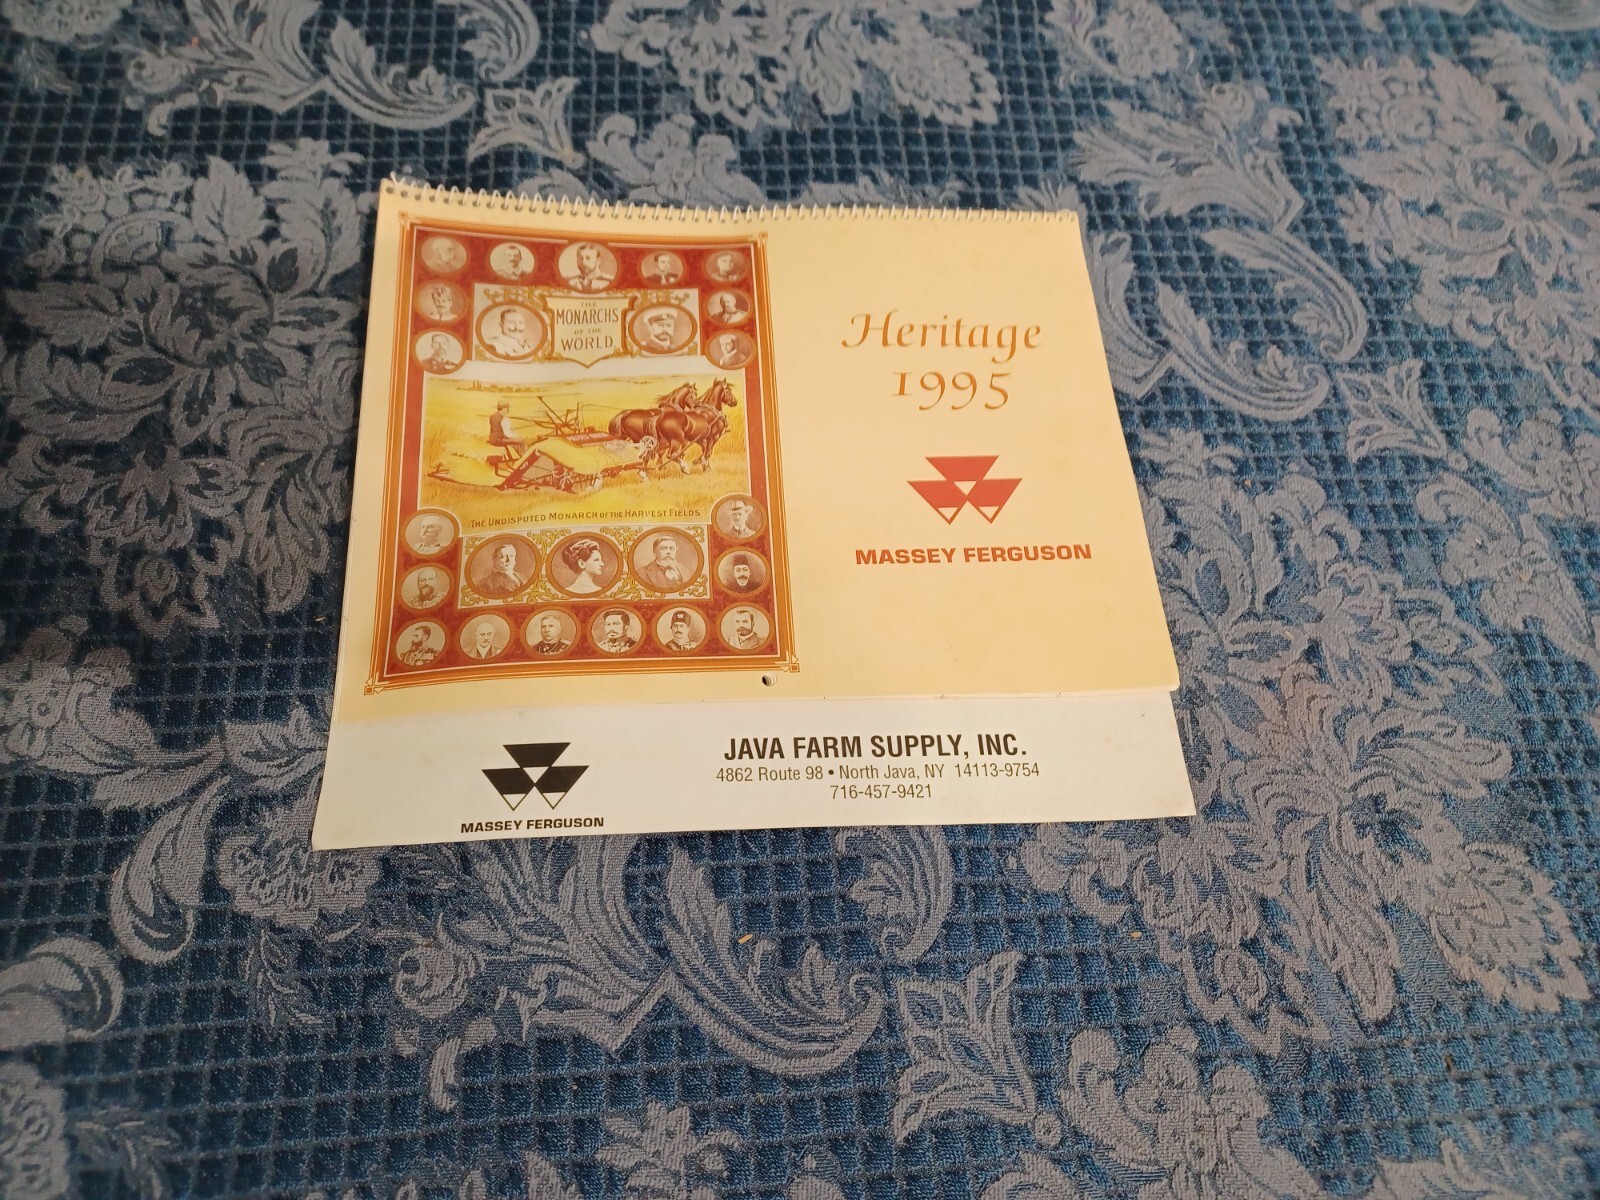 THE
MONARCHS
OF THE
WORLD
THE UNDISPUTED MONARCH OF THE HARVEST FIELDS
Heritage
1995
MASSEY FERGUSON
MASSEY FERGUSON
JAVA FARM SUPPLY, INC.
4862 Route 98 • North Java, NY 14113-9754
716-457-9421